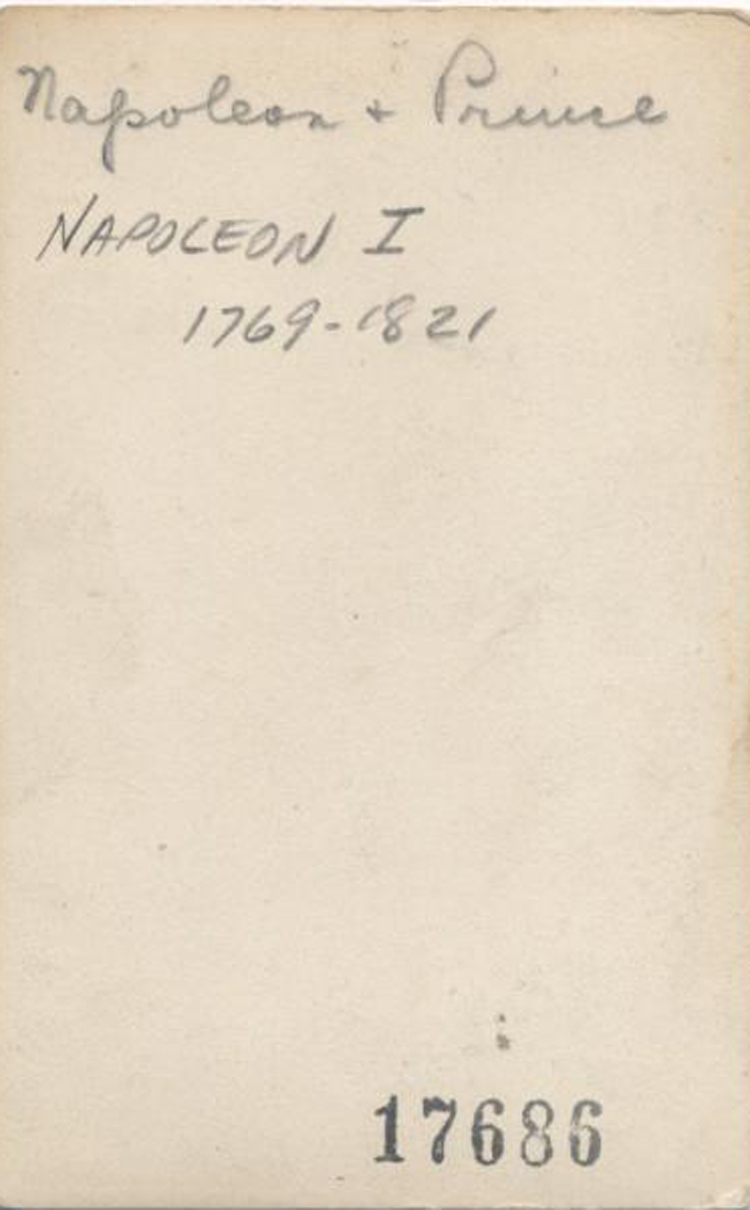 Napoleon + Prince
NAPOLEON I
1769-1821
17686